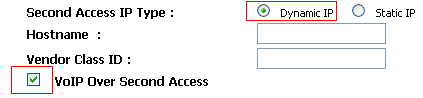 Second Access IP Type : Dynamic IP Static IP
Hostname :
Vendor Class ID :
VoIP Over Second Access